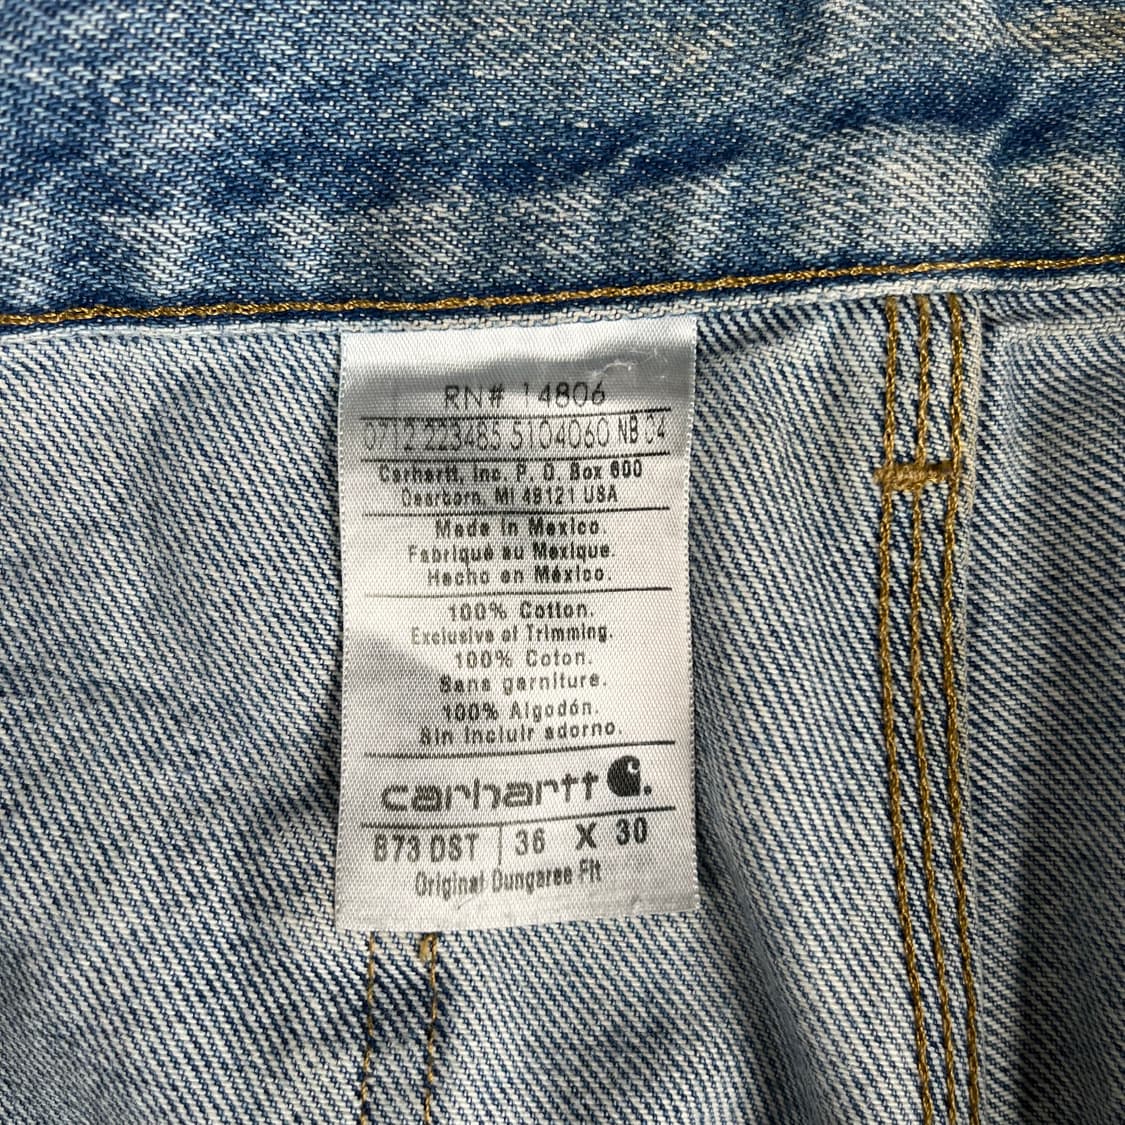 RN# 14806
0712 223485 5104060 NB 04
Carhartt, Inc. P. O. Box 600
Dearborn, MI 48121 USA
Made in Mexico.
Fabriqué au Mexique.
Hecho en México.
100% Cotton.
Exclusive of Trimming.
100% Coton.
Sans garniture.
100% Algodón.
Sin incluir adorno.
carhartt
B73 DST | 36 X 30
Original Dungaree Fit